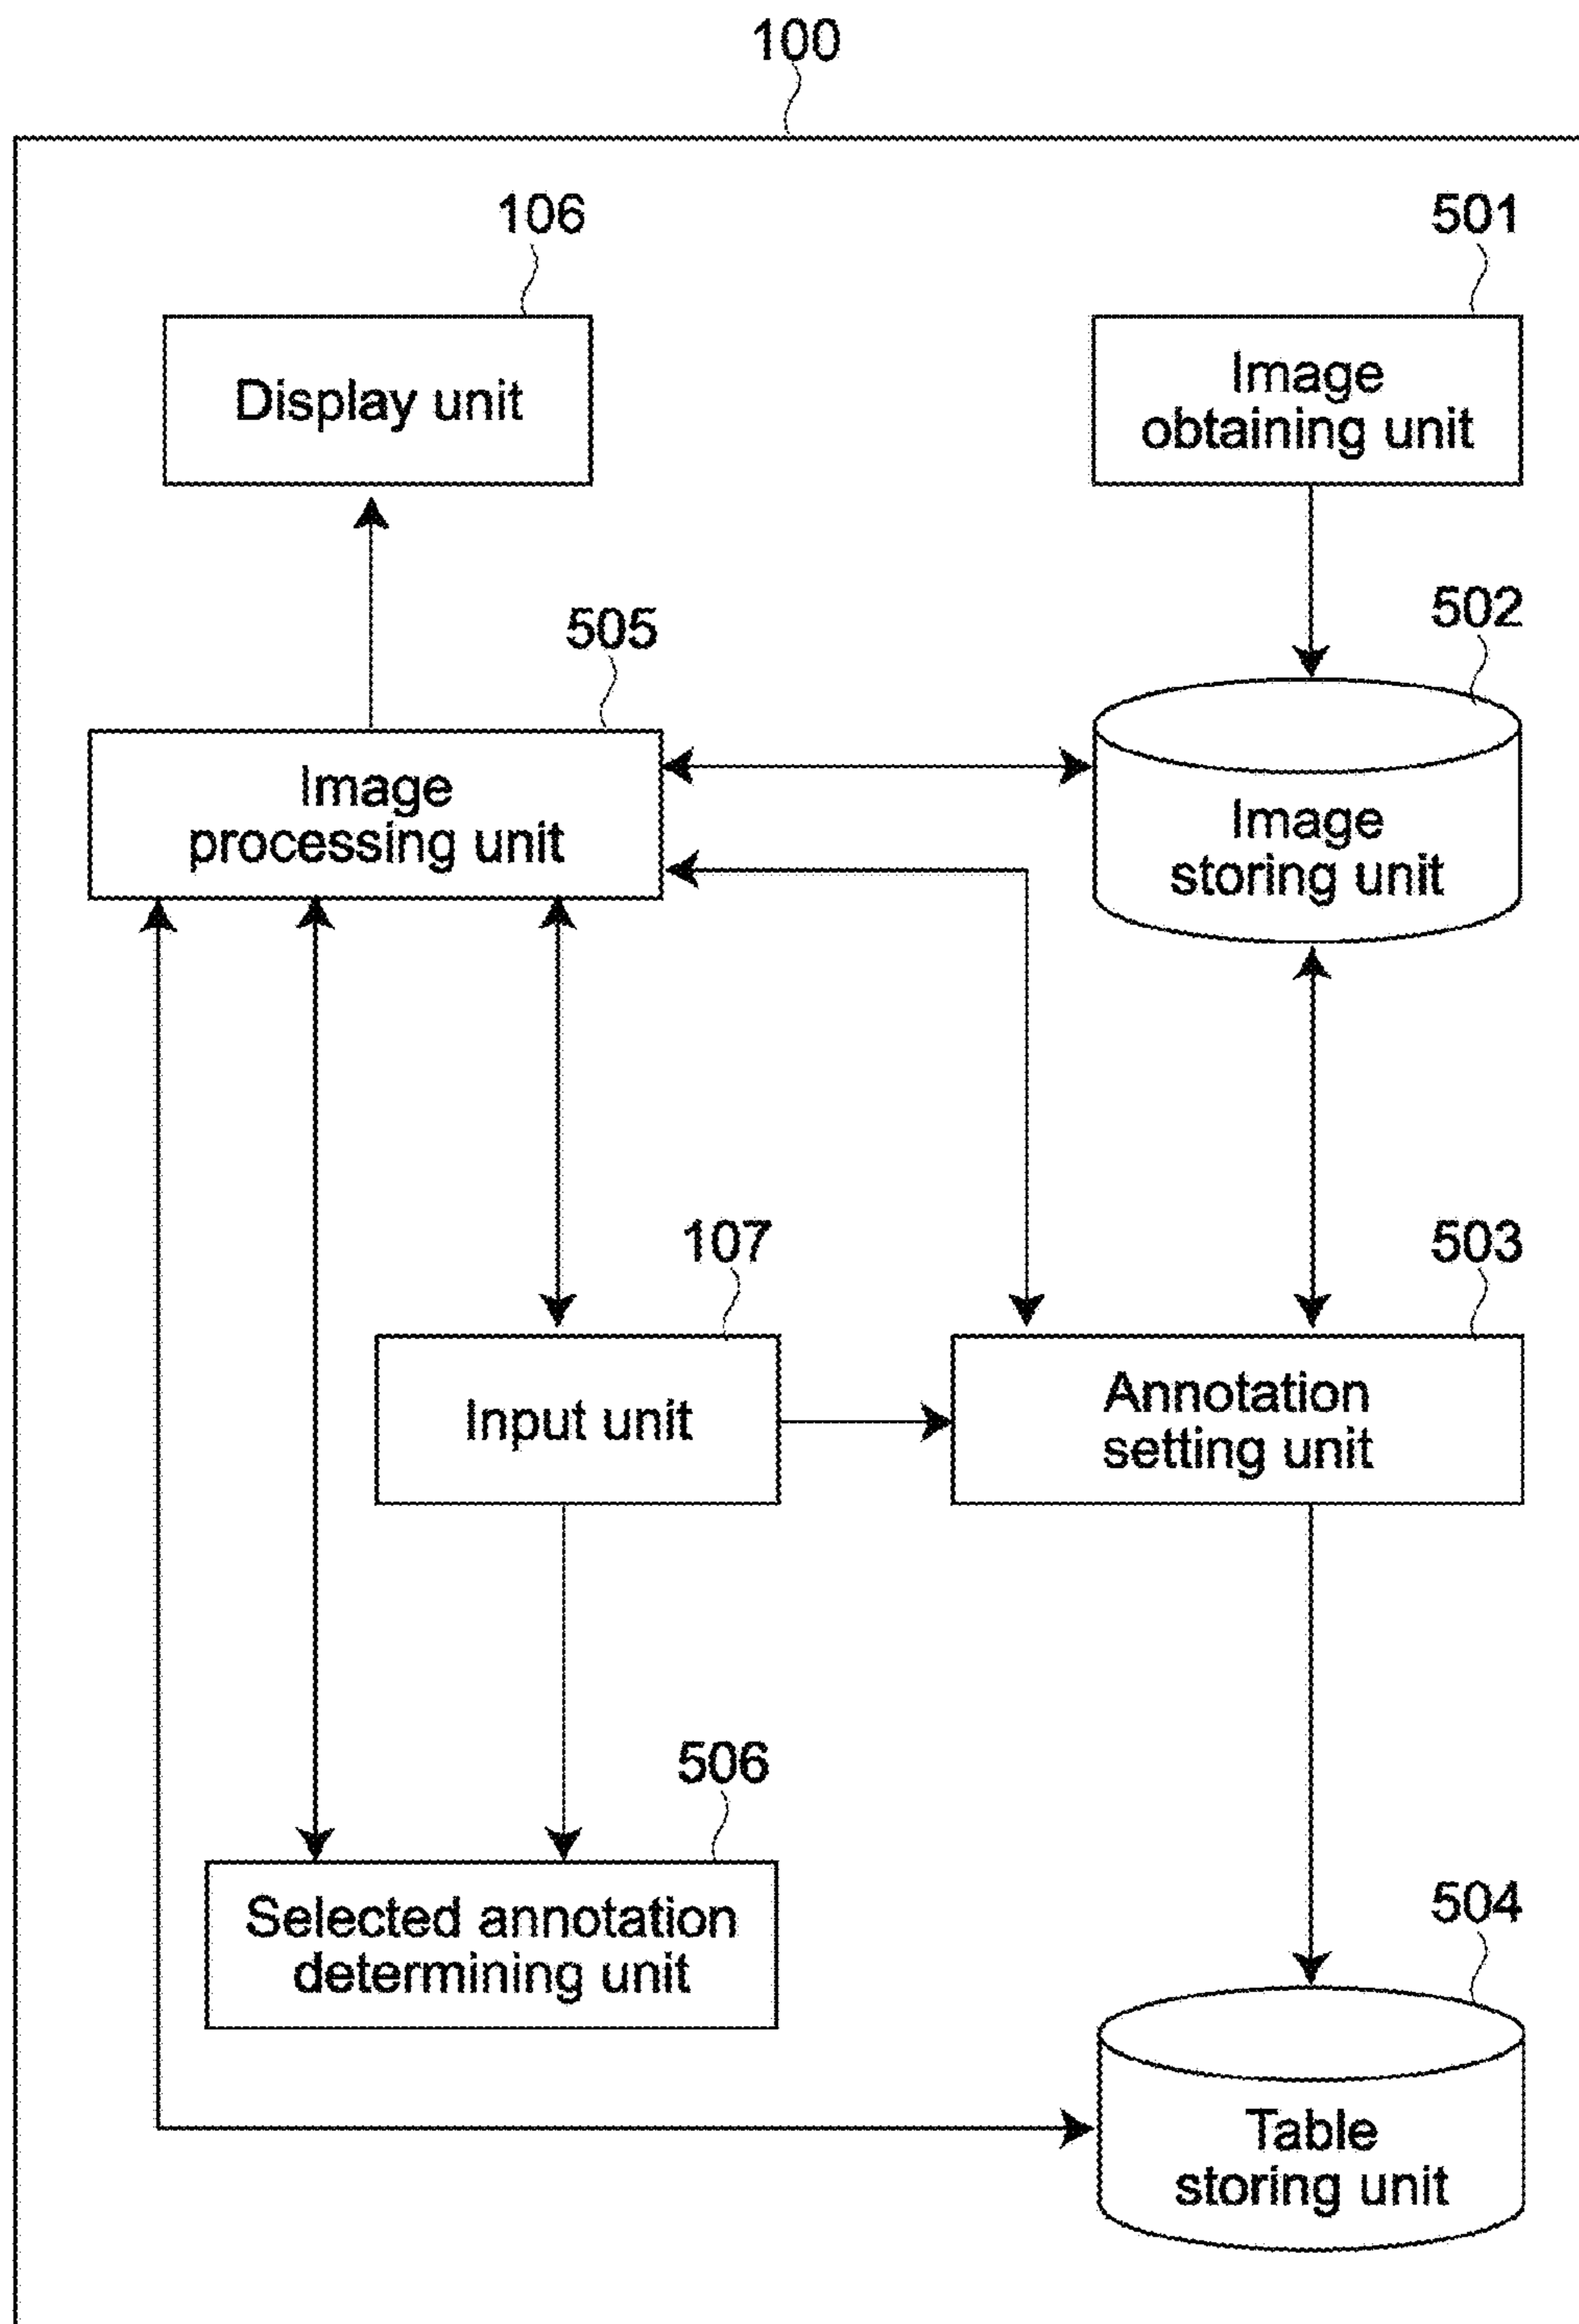 100
106
501
Display unit
Image
obtaining unit
502
505
Image
processing unit
Image
storing unit
107
503
Input unit
Annotation
setting unit
506
Selected annotation
determining unit
504
Table
storing unit